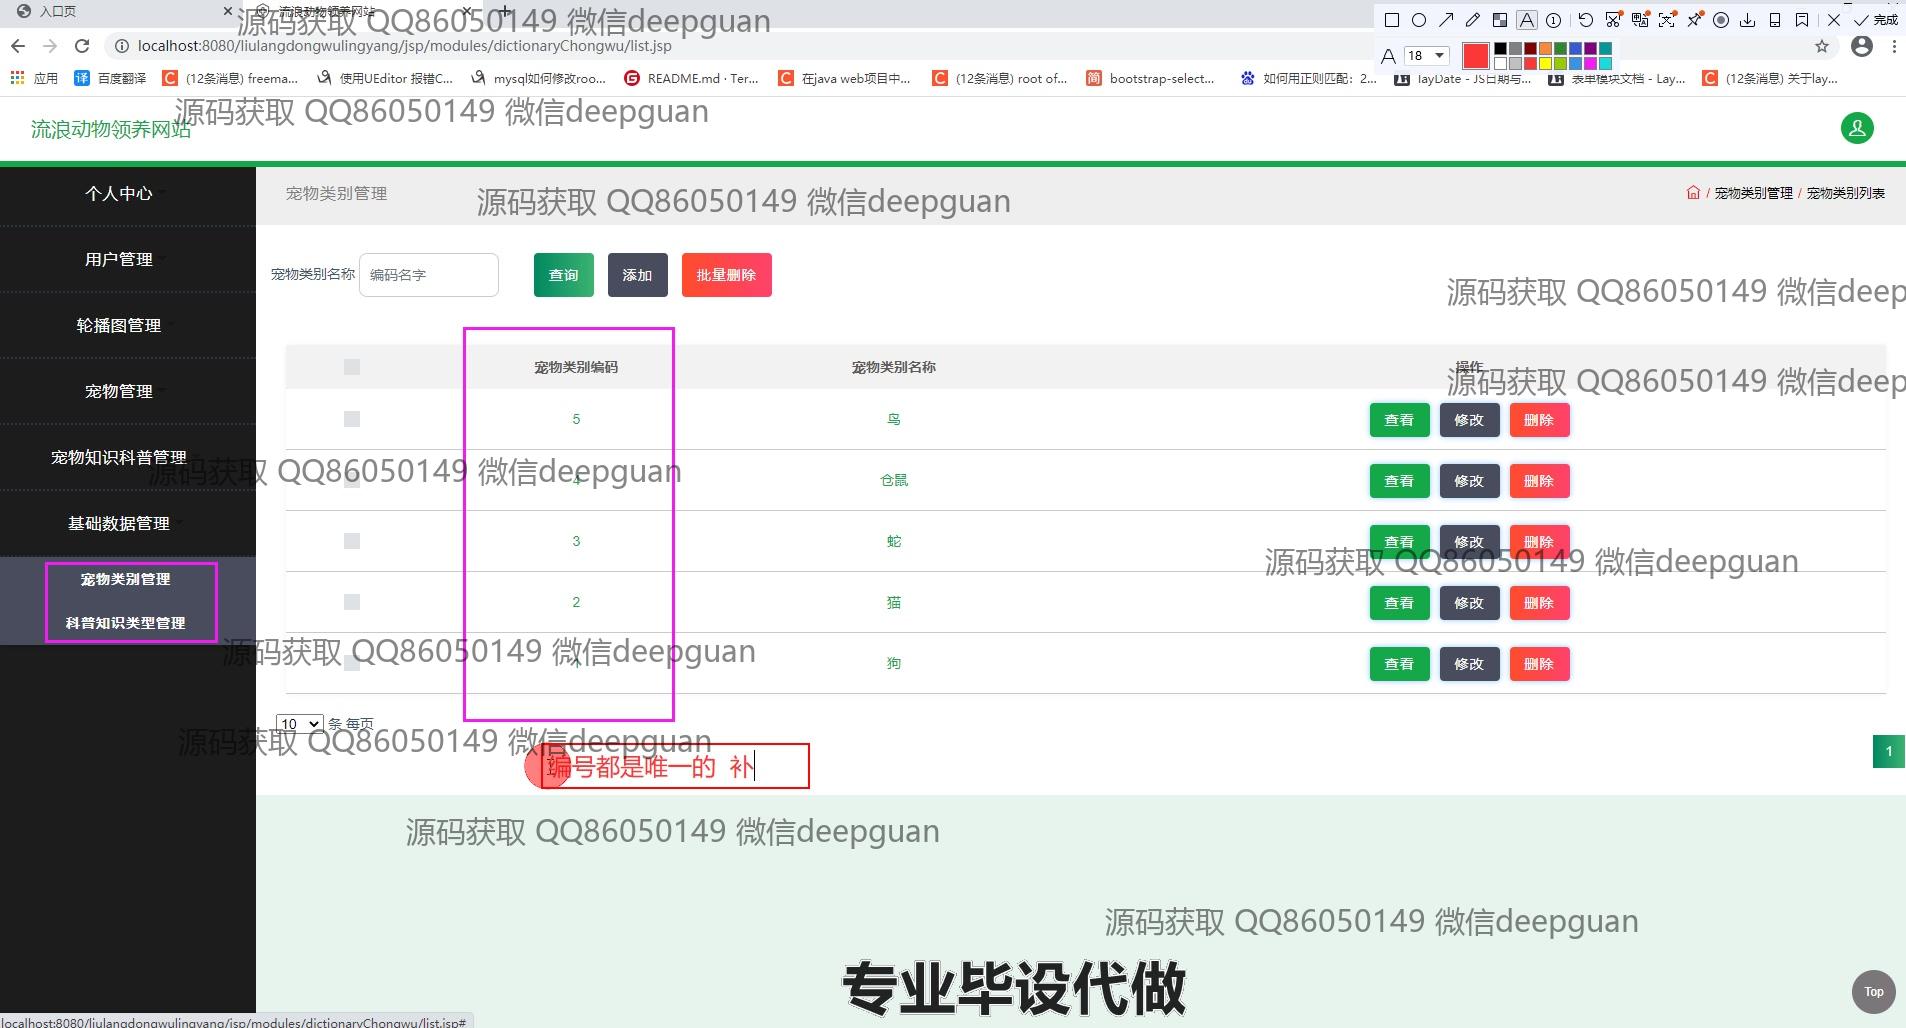 入口页
流浪动物领养网站
源码获取 QQ86050149 微信deepguan
完成
localhost:8080/liulangdongwulingyang/jsp/modules/dictionaryChongwu/list.jsp
18
应用
百度翻译
(12条消息) freema...
使用UEditor 报错C...
mysql如何修改roo...
README.md · Ter...
在java web项目中...
(12条消息) root of...
bootstrap-select...
如何用正则匹配：2...
layDate - JS日期与...
表单模块文档 - Lay...
(12条消息) 关于lay...
源码获取 QQ86050149 微信deepguan
流浪动物领养网站
个人中心
宠物类别管理
源码获取 QQ86050149 微信deepguan
/ 宠物类别管理 / 宠物类别列表
用户管理
宠物类别名称
编码名字
查询
添加
批量删除
源码获取 QQ86050149 微信deep
轮播图管理
宠物类别编码
宠物类别名称
操作
源码获取 QQ86050149 微信deep
宠物管理
5
鸟
查看
修改
删除
宠物知识科普管理
源码获取 QQ86050149 微信deepguan
4
仓鼠
查看
修改
删除
基础数据管理
3
蛇
查看
修改
删除
源码获取 QQ86050149 微信deepguan
宠物类别管理
2
猫
查看
修改
删除
科普知识类型管理
源码获取 QQ86050149 微信deepguan
1
狗
查看
修改
删除
10
条 每页
源码获取 QQ86050149 微信deepguan
1
编号都是唯一的 补
源码获取 QQ86050149 微信deepguan
源码获取 QQ86050149 微信deepguan
专业毕设代做
Top
localhost:8080/liulangdongwulingyang/jsp/modules/dictionaryChongwu/list.jsp#